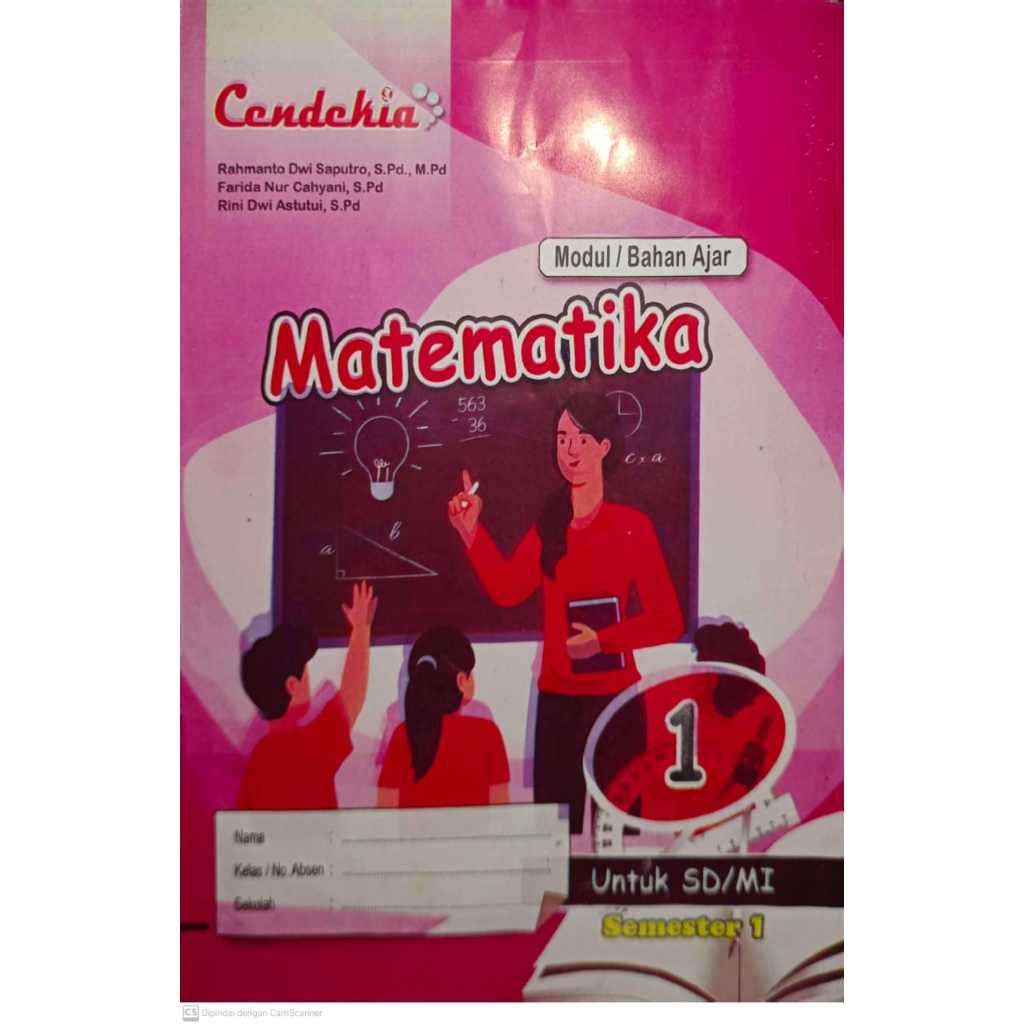 Cendekia
Rahmanto Dwi Saputro, S.Pd., M.Pd
Farida Nur Cahyani, S.Pd
Rini Dwi Astutui, S.Pd
Modul / Bahan Ajar
Matematika
563
- 36
c x a
b
a
1
Nama :
Kelas / No. Absen :
Sekolah :
Untuk SD/MI
Semester 1
CS Dipindai dengan CamScanner